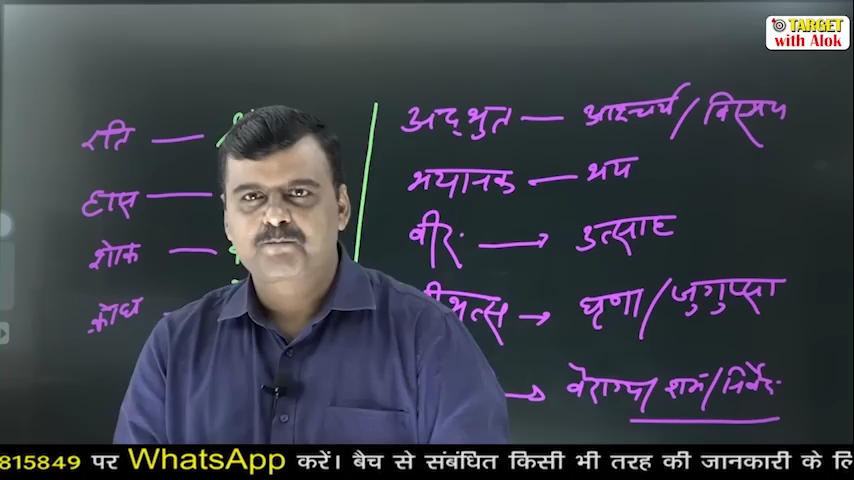 TARGET
with Alok
रति —
हास —
शोक —
क्रोध —
अद्भुत — आश्चर्य / विस्मय
भयानक — भय
वीर → उत्साह
वीभत्स → घृणा / जुगुप्सा
→ वैराग्य / शम / निर्वेद
815849 पर WhatsApp करें। बैच से संबंधित किसी भी तरह की जानकारी के लि